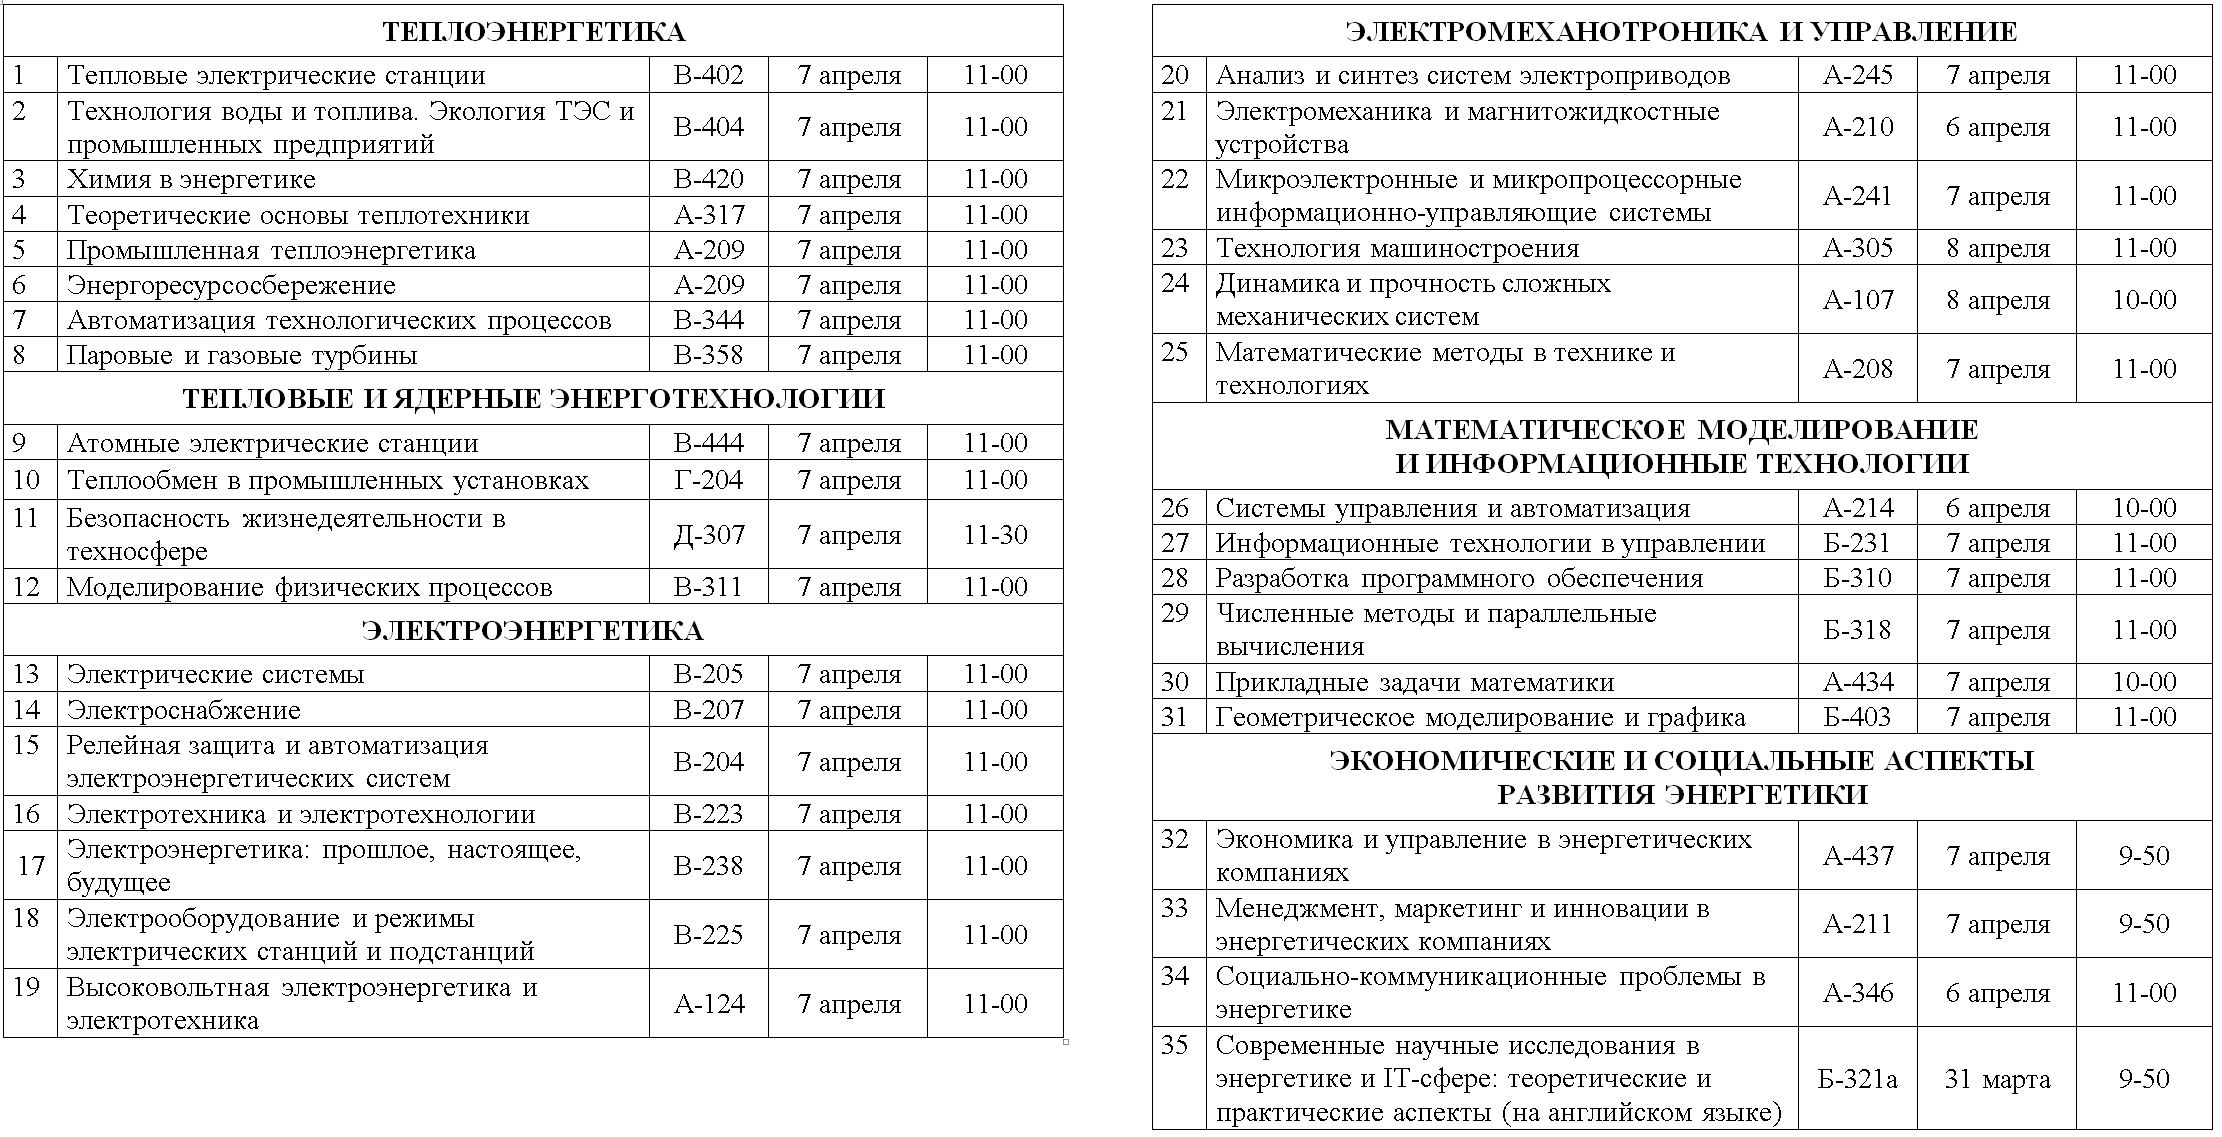 ТЕПЛОЭНЕРГЕТИКА
1 Тепловые электрические станции В-402 7 апреля 11-00
2 Технология воды и топлива. Экология ТЭС и
промышленных предприятий В-404 7 апреля 11-00
3 Химия в энергетике В-420 7 апреля 11-00
4 Теоретические основы теплотехники А-317 7 апреля 11-00
5 Промышленная теплоэнергетика А-209 7 апреля 11-00
6 Энергоресурсосбережение А-209 7 апреля 11-00
7 Автоматизация технологических процессов В-344 7 апреля 11-00
8 Паровые и газовые турбины В-358 7 апреля 11-00
ТЕПЛОВЫЕ И ЯДЕРНЫЕ ЭНЕРГОТЕХНОЛОГИИ
9 Атомные электрические станции В-444 7 апреля 11-00
10 Теплообмен в промышленных установках Г-204 7 апреля 11-00
11 Безопасность жизнедеятельности в
техносфере Д-307 7 апреля 11-30
12 Моделирование физических процессов В-311 7 апреля 11-00
ЭЛЕКТРОЭНЕРГЕТИКА
13 Электрические системы В-205 7 апреля 11-00
14 Электроснабжение В-207 7 апреля 11-00
15 Релейная защита и автоматизация
электроэнергетических систем В-204 7 апреля 11-00
16 Электротехника и электротехнологии В-223 7 апреля 11-00
17 Электроэнергетика: прошлое, настоящее,
будущее В-238 7 апреля 11-00
18 Электрооборудование и режимы
электрических станций и подстанций В-225 7 апреля 11-00
19 Высоковольтная электроэнергетика и
электротехника А-124 7 апреля 11-00
ЭЛЕКТРОМЕХАНОТРОНИКА И УПРАВЛЕНИЕ
20 Анализ и синтез систем электроприводов А-245 7 апреля 11-00
21 Электромеханика и магнитожидкостные
устройства А-210 6 апреля 11-00
22 Микроэлектронные и микропроцессорные
информационно-управляющие системы А-241 7 апреля 11-00
23 Технология машиностроения А-305 8 апреля 11-00
24 Динамика и прочность сложных
механических систем А-107 8 апреля 10-00
25 Математические методы в технике и
технологиях А-208 7 апреля 11-00
МАТЕМАТИЧЕСКОЕ МОДЕЛИРОВАНИЕ
И ИНФОРМАЦИОННЫЕ ТЕХНОЛОГИИ
26 Системы управления и автоматизация А-214 6 апреля 10-00
27 Информационные технологии в управлении Б-231 7 апреля 11-00
28 Разработка программного обеспечения Б-310 7 апреля 11-00
29 Численные методы и параллельные
вычисления Б-318 7 апреля 11-00
30 Прикладные задачи математики А-434 7 апреля 10-00
31 Геометрическое моделирование и графика Б-403 7 апреля 11-00
ЭКОНОМИЧЕСКИЕ И СОЦИАЛЬНЫЕ АСПЕКТЫ
РАЗВИТИЯ ЭНЕРГЕТИКИ
32 Экономика и управление в энергетических
компаниях А-437 7 апреля 9-50
33 Менеджмент, маркетинг и инновации в
энергетических компаниях А-211 7 апреля 9-50
34 Социально-коммуникационные проблемы в
энергетике А-346 6 апреля 11-00
35 Современные научные исследования в
энергетике и IT-сфере: теоретические и
практические аспекты (на английском языке) Б-321а 31 марта 9-50